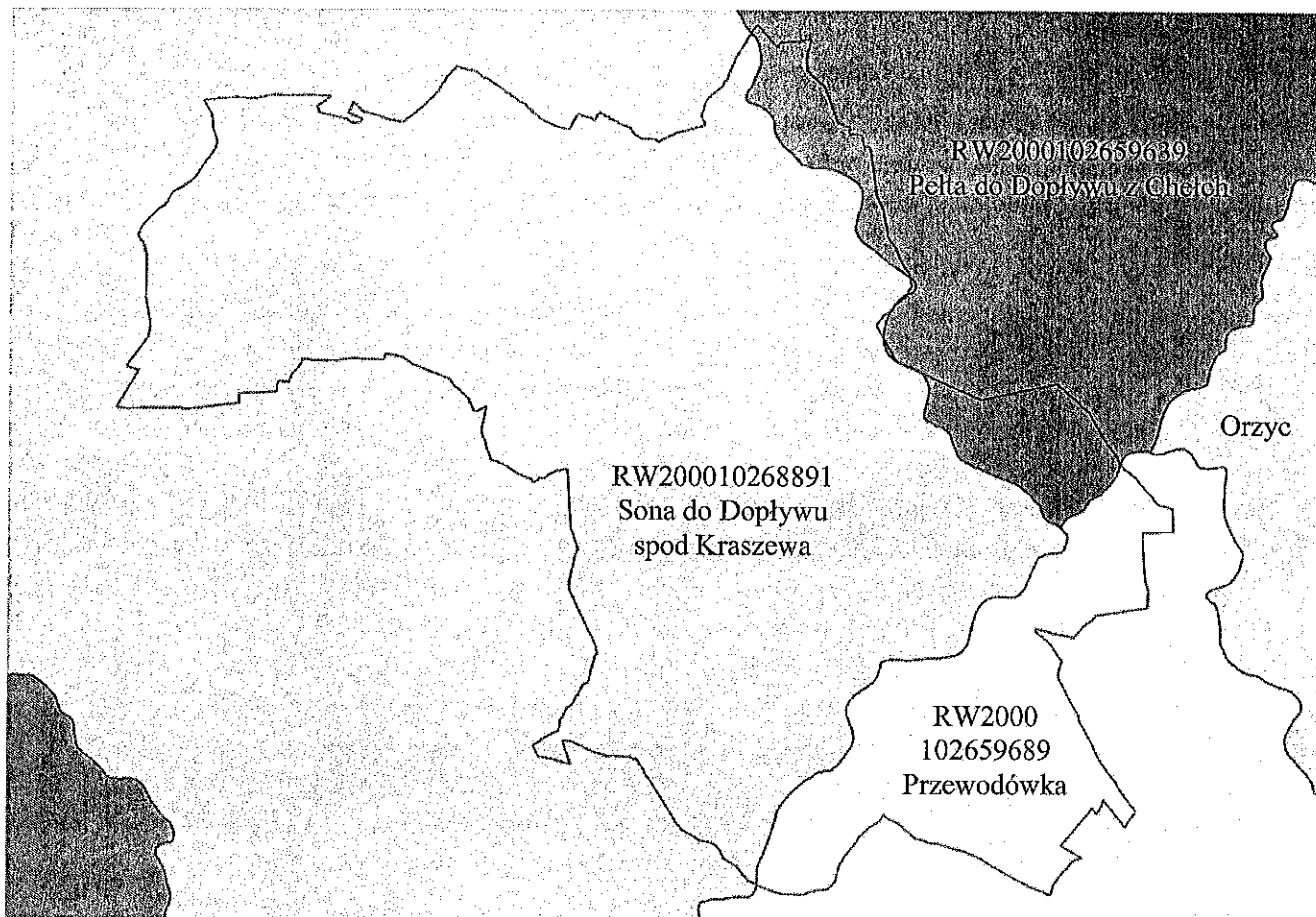 RW2000102659639
Pełta do Dopływu z Chełch
Orzyc
RW200010268891
Sona do Dopływu
spod Kraszewa
RW2000
102659689
Przewodówka